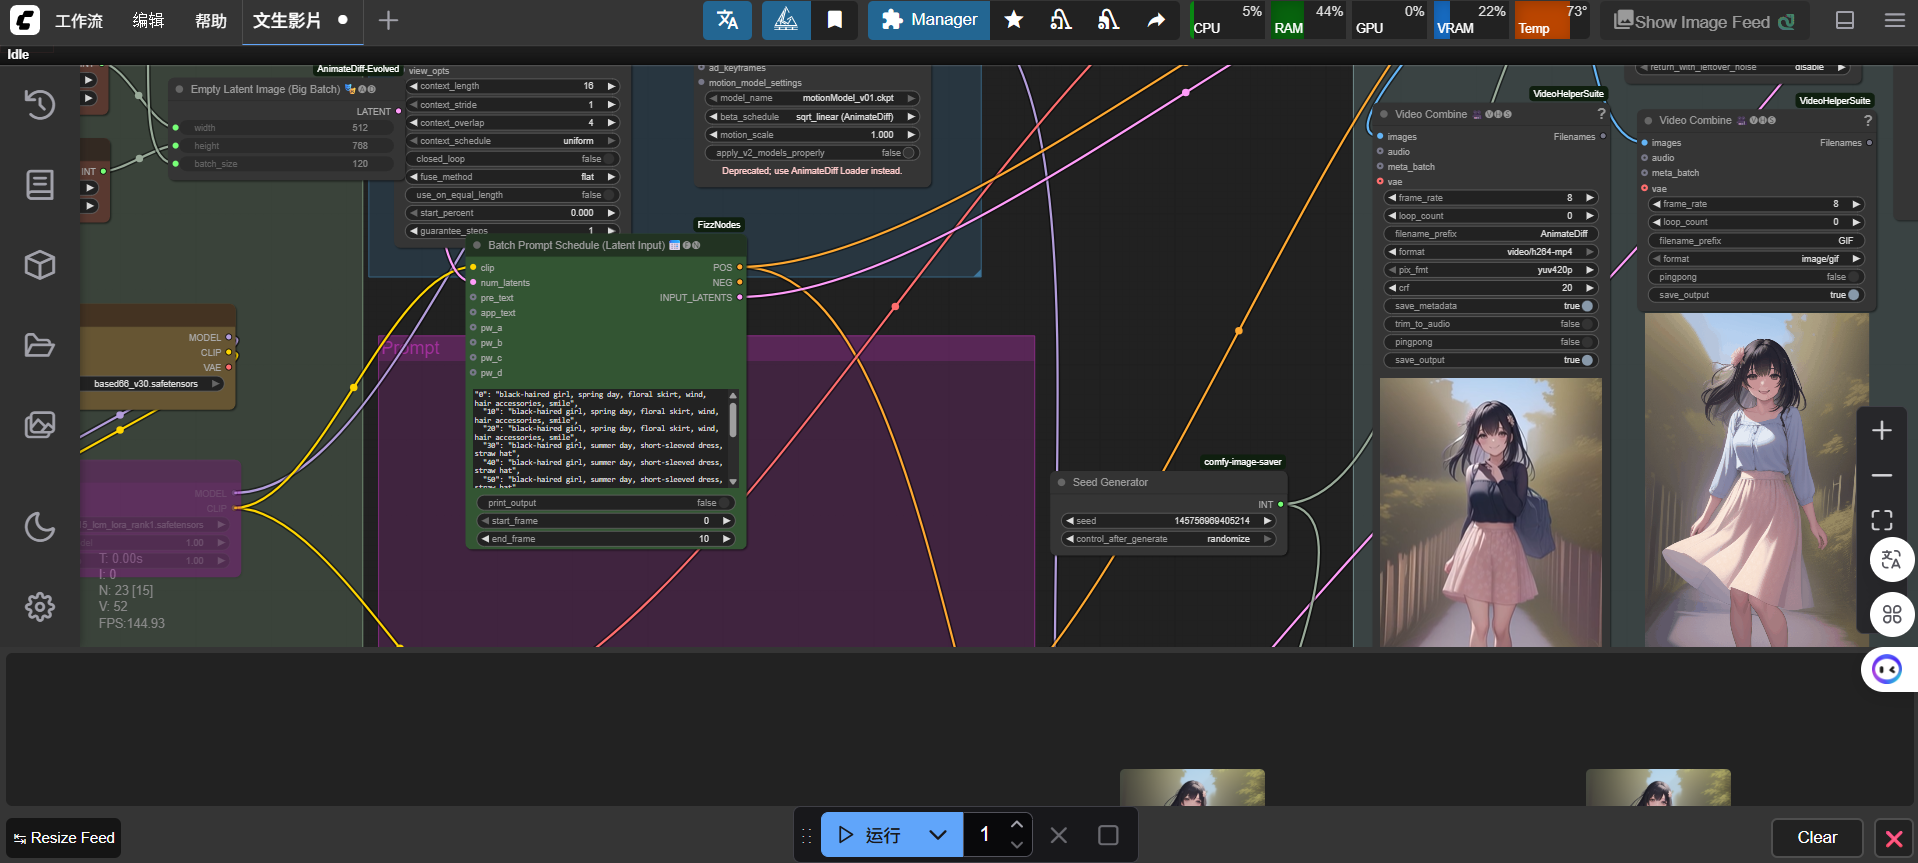 工作流
编辑
帮助
文生影片
Manager
CPU
5%
RAM
44%
GPU
0%
VRAM
22%
Temp
73°
Show Image Feed
Idle
AnimateDiff-Evolved
Empty Latent Image (Big Batch)
LATENT
width 512
height 768
batch_size 120
INT
view_opts
context_length 16
context_stride 1
context_overlap 4
context_schedule uniform
closed_loop false
fuse_method flat
use_on_equal_length false
start_percent 0.000
guarantee_steps 1
ad_keyframes
motion_model_settings
model_name motionModel_v01.ckpt
beta_schedule sqrt_linear (AnimateDiff)
motion_scale 1.000
apply_v2_models_properly false
Deprecated; use AnimateDiff Loader instead.
FizzNodes
Batch Prompt Schedule (Latent Input)
clip POS
num_latents NEG
pre_text INPUT_LATENTS
app_text
pw_a
pw_b
pw_c
pw_d
"0": "black-haired girl, spring day, floral skirt, wind,
hair accessories, smile",
"10": "black-haired girl, spring day, floral skirt, wind,
hair accessories, smile",
"20": "black-haired girl, spring day, floral skirt, wind,
hair accessories, smile",
"30": "black-haired girl, summer day, short-sleeved dress,
straw hat",
"40": "black-haired girl, summer day, short-sleeved dress,
straw hat",
"50": "black-haired girl, summer day, short-sleeved dress,
straw hat",
print_output false
start_frame 0
end_frame 10
Prompt
MODEL
CLIP
VAE
based66_v30.safetensors
MODEL
CLIP
15_lcm_lora_rank1.safetensors
1.00
1.00
T: 0.00s
I: 0
N: 23 [15]
V: 52
FPS:144.93
comfy-image-saver
Seed Generator
INT
seed 145756969405214
control_after_generate randomize
VideoHelperSuite
Video Combine ?
images Filenames
audio
meta_batch
vae
frame_rate 8
loop_count 0
filename_prefix AnimateDiff
format video/h264-mp4
pix_fmt yuv420p
crf 20
save_metadata true
trim_to_audio false
pingpong false
save_output true
return_with_leftover_noise disable
VideoHelperSuite
Video Combine ?
images Filenames
audio
meta_batch
vae
frame_rate 8
loop_count 0
filename_prefix GIF
format image/gif
pingpong false
save_output true
Resize Feed
运行
1
Clear